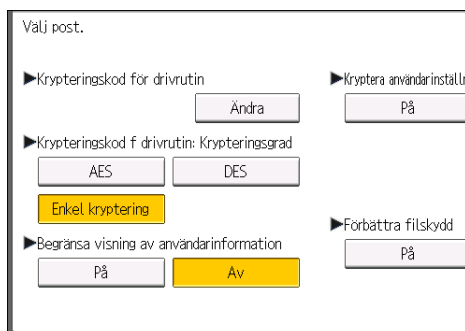 Välj post.
▶Krypteringskod för drivrutin
Ändra
▶Krypteringskod f drivrutin: Krypteringsgrad
AES
DES
Enkel kryptering
▶Begränsa visning av användarinformation
På
Av
▶Kryptera användarinställn
På
▶Förbättra filskydd
På